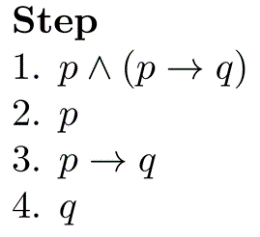 Step
1. p ∧ (p → q)
2. p
3. p → q
4. q